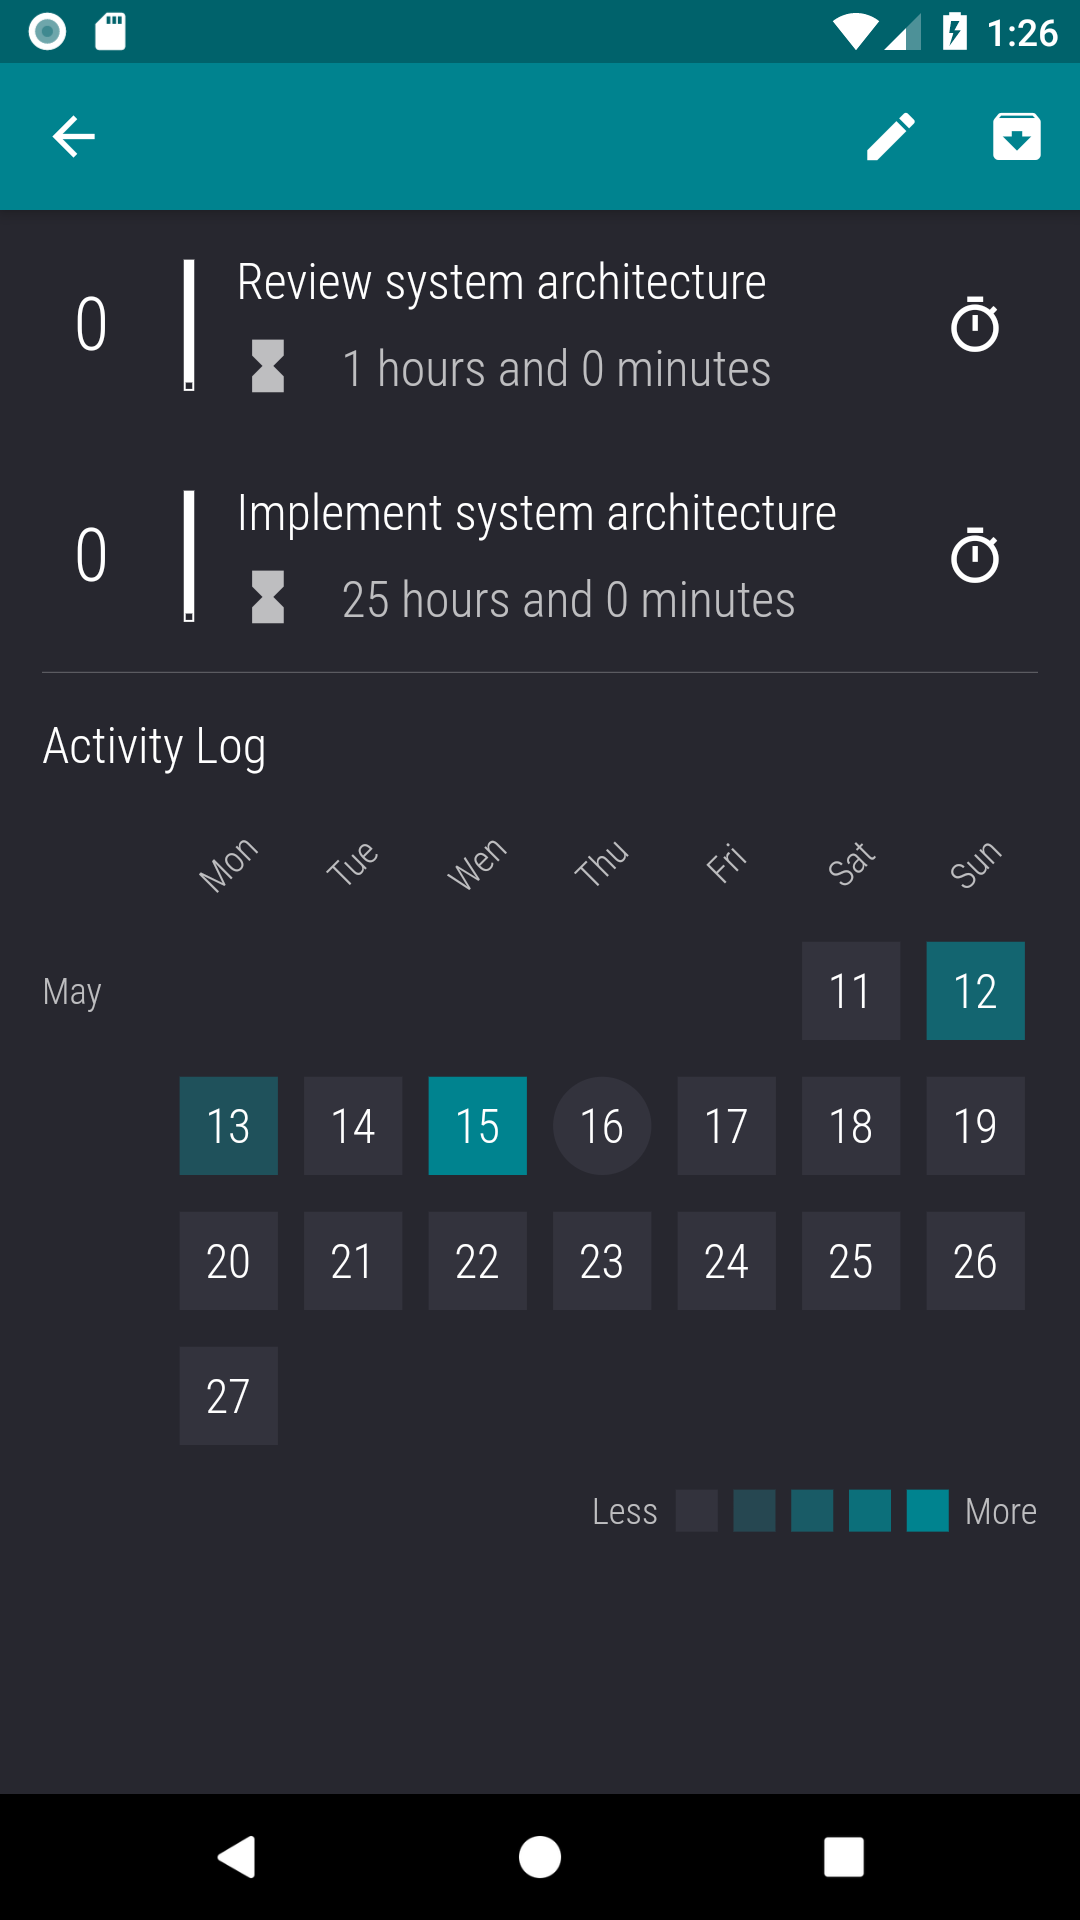 1:26
Review system architecture
0
1 hours and 0 minutes
Implement system architecture
0
25 hours and 0 minutes
Activity Log
Mon Tue Wen Thu Fri Sat Sun
May 11 12
13 14 15 16 17 18 19
20 21 22 23 24 25 26
27
Less More